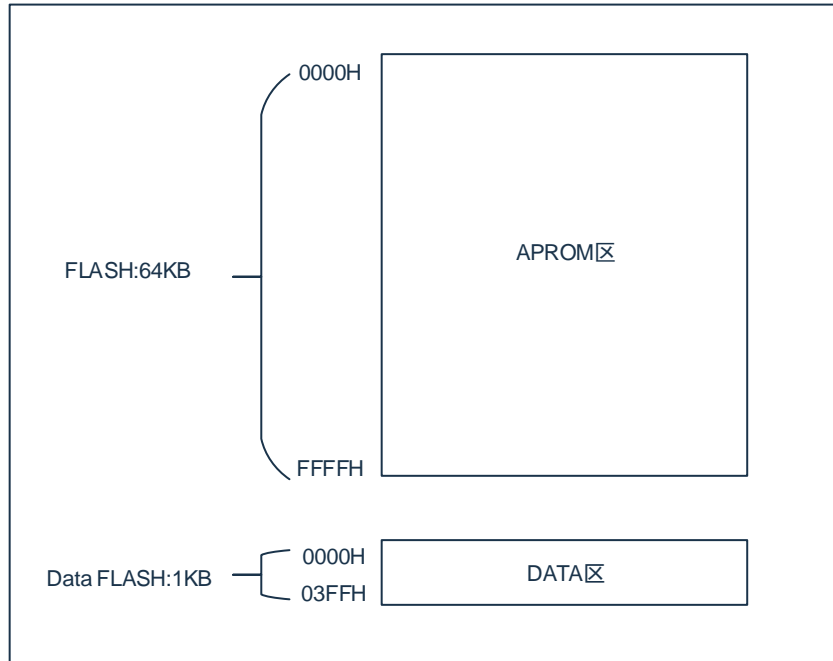 0000H
FLASH:64KB
APROM区
FFFFH
0000H
Data FLASH:1KB
DATA区
03FFH